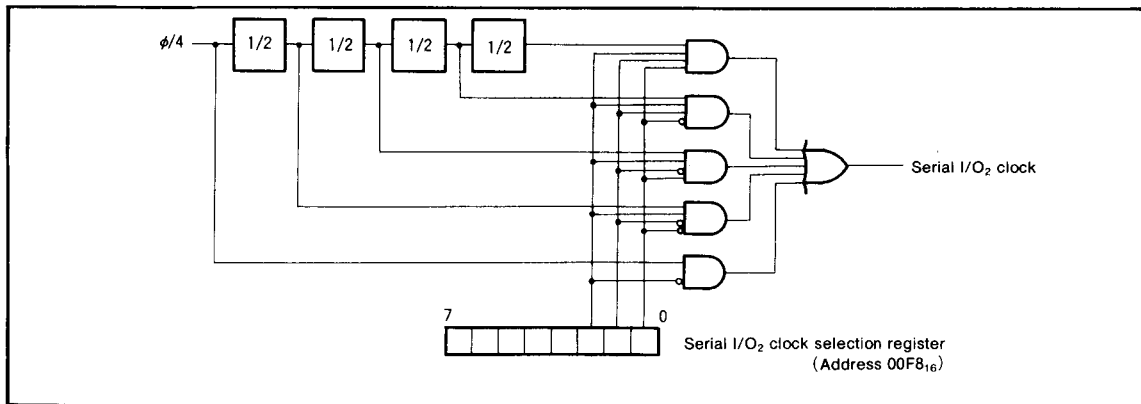 φ/4
1/2
1/2
1/2
1/2
Serial I/O₂ clock
7
0
Serial I/O₂ clock selection register
(Address 00F8₁₆)